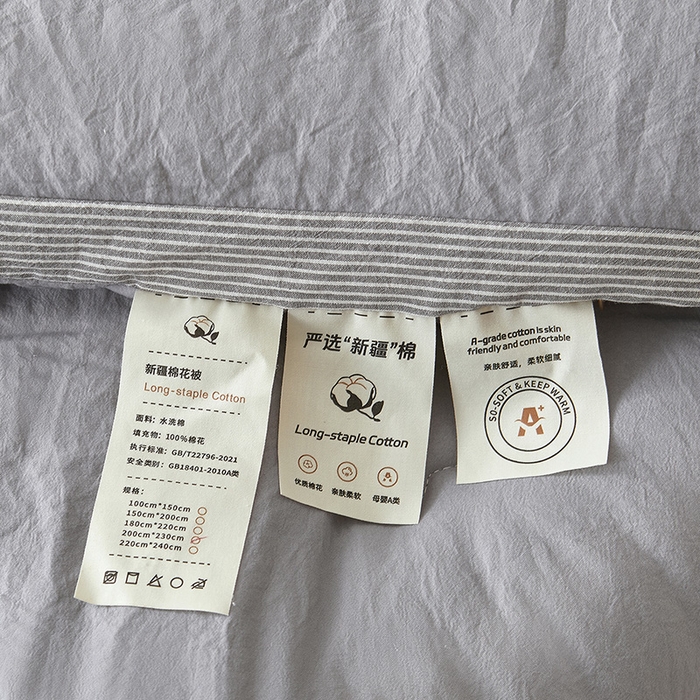 新疆棉花被
Long-staple Cotton
面料：水洗棉
填充物：100%棉花
执行标准：GB/T22796-2021
安全类别：GB18401-2010A类
规格：
100cm*150cm
150cm*200cm
180cm*220cm
200cm*230cm
220cm*240cm
严选“新疆”棉
Long-staple Cotton
优质棉花 亲肤柔软 母婴A类
A-grade cotton is skin
friendly and comfortable
亲肤舒适，柔软细腻
SO-SOFT & KEEP WARM
A+